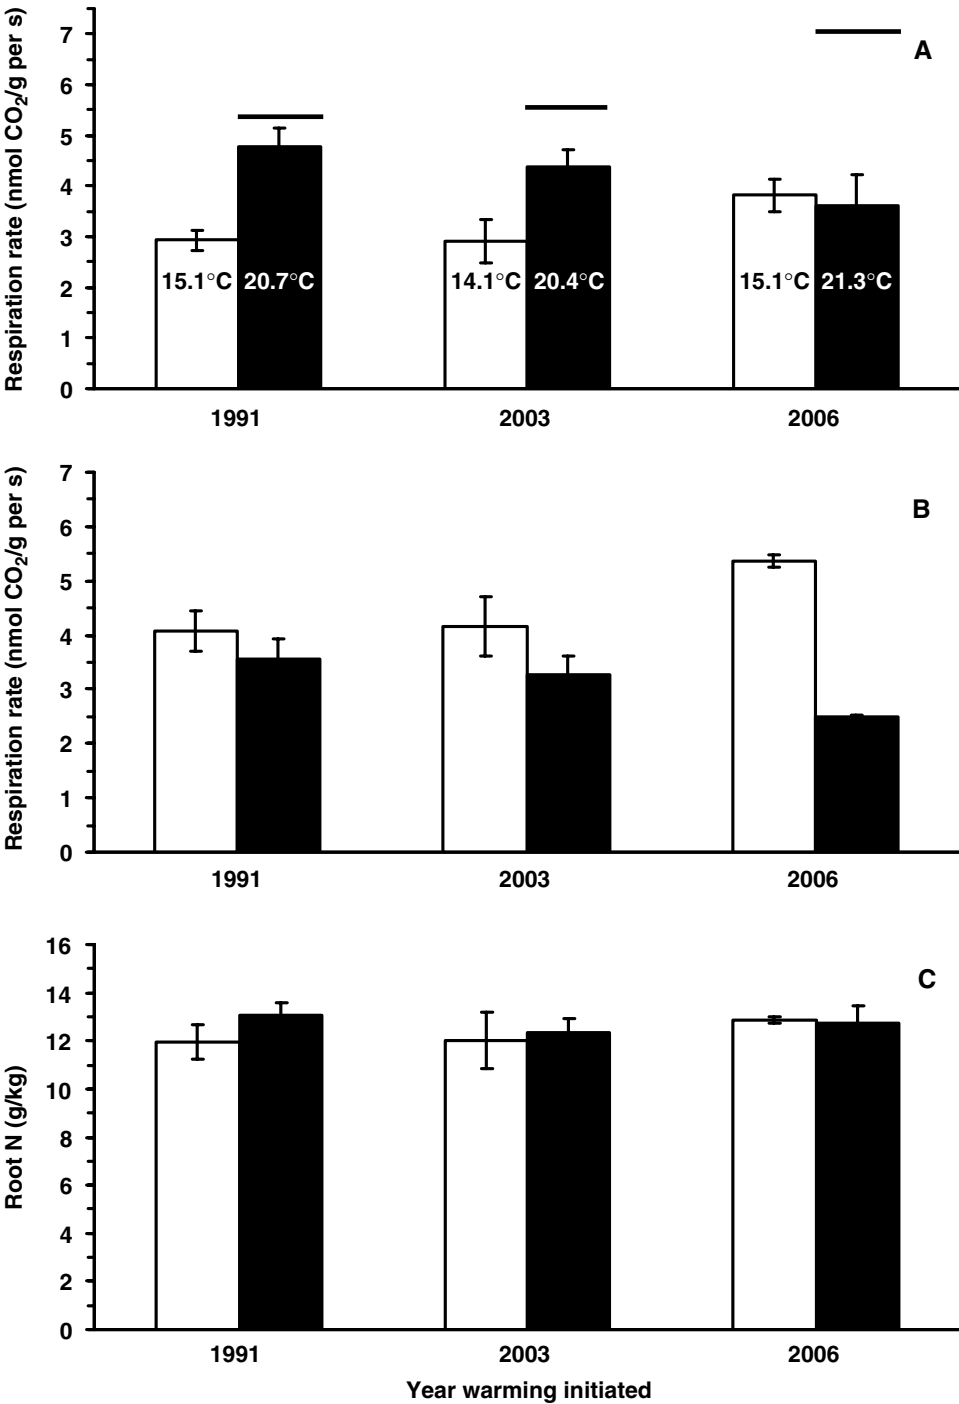 Respiration rate (nmol CO2/g per s)
7
6
5
4
3
2
1
0
A
15.1°C 20.7°C 14.1°C 20.4°C 15.1°C 21.3°C
1991 2003 2006
Respiration rate (nmol CO2/g per s)
7
6
5
4
3
2
1
0
B
1991 2003 2006
Root N (g/kg)
16
14
12
10
8
6
4
2
0
C
1991 2003 2006
Year warming initiated